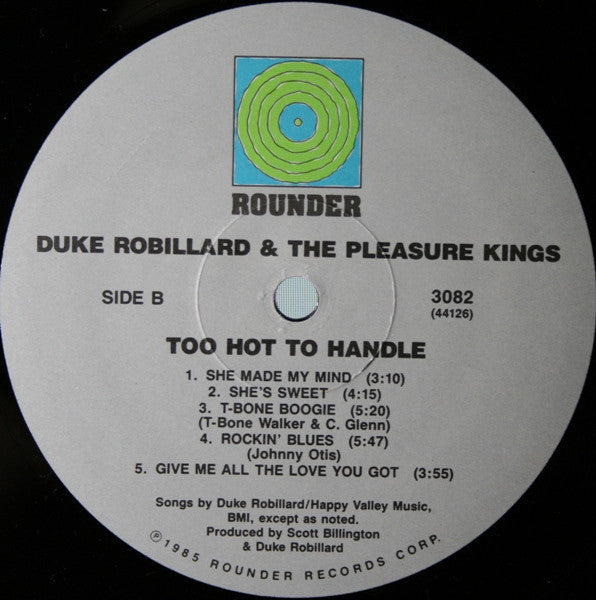 ROUNDER
DUKE ROBILLARD & THE PLEASURE KINGS
SIDE B
3082
(44126)
TOO HOT TO HANDLE
1. SHE MADE MY MIND (3:10)
2. SHE'S SWEET (4:15)
3. T-BONE BOOGIE (5:20)
(T-Bone Walker & C. Glenn)
4. ROCKIN' BLUES (5:47)
(Johnny Otis)
5. GIVE ME ALL THE LOVE YOU GOT (3:55)
Songs by Duke Robillard/Happy Valley Music,
BMI, except as noted.
Produced by Scott Billington
& Duke Robillard
℗1985 ROUNDER RECORDS CORP.